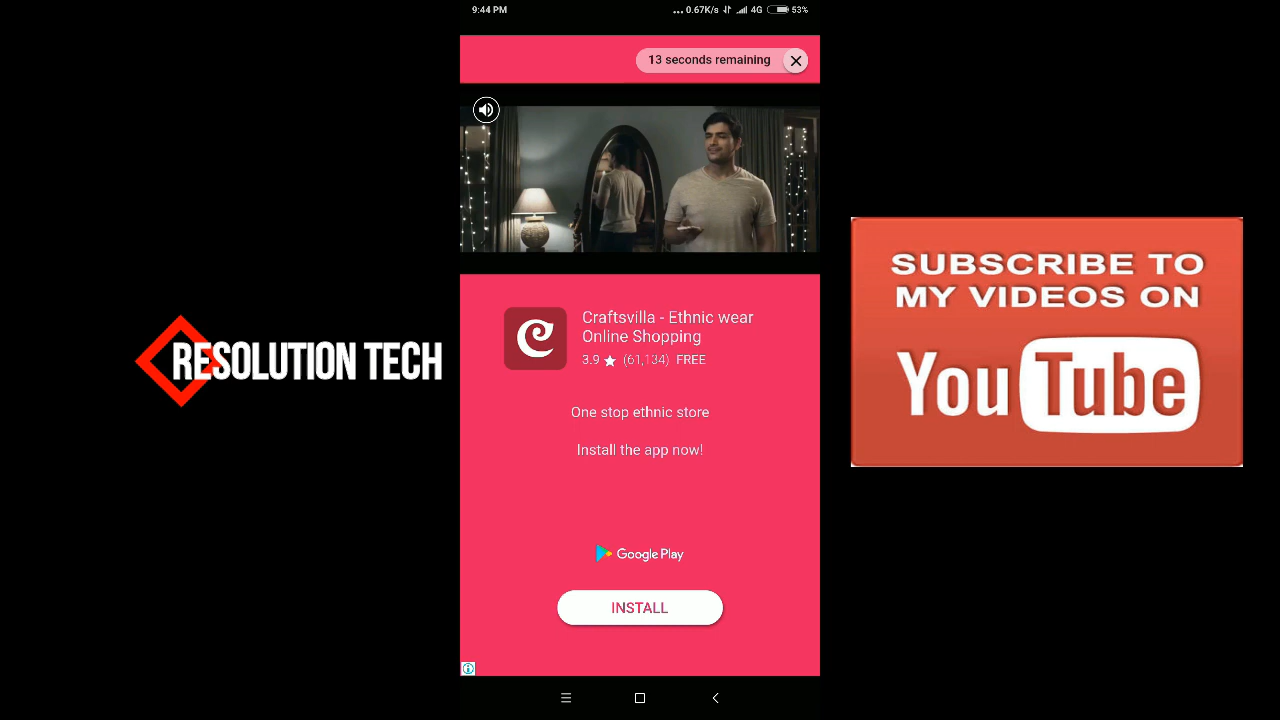 9:44 PM
... 0.67K/s 4G 53%
13 seconds remaining
Craftsvilla - Ethnic wear
Online Shopping
3.9 ★ (61,134) FREE
One stop ethnic store
Install the app now!
Google Play
INSTALL
RESOLUTION TECH
SUBSCRIBE TO
MY VIDEOS ON
YouTube